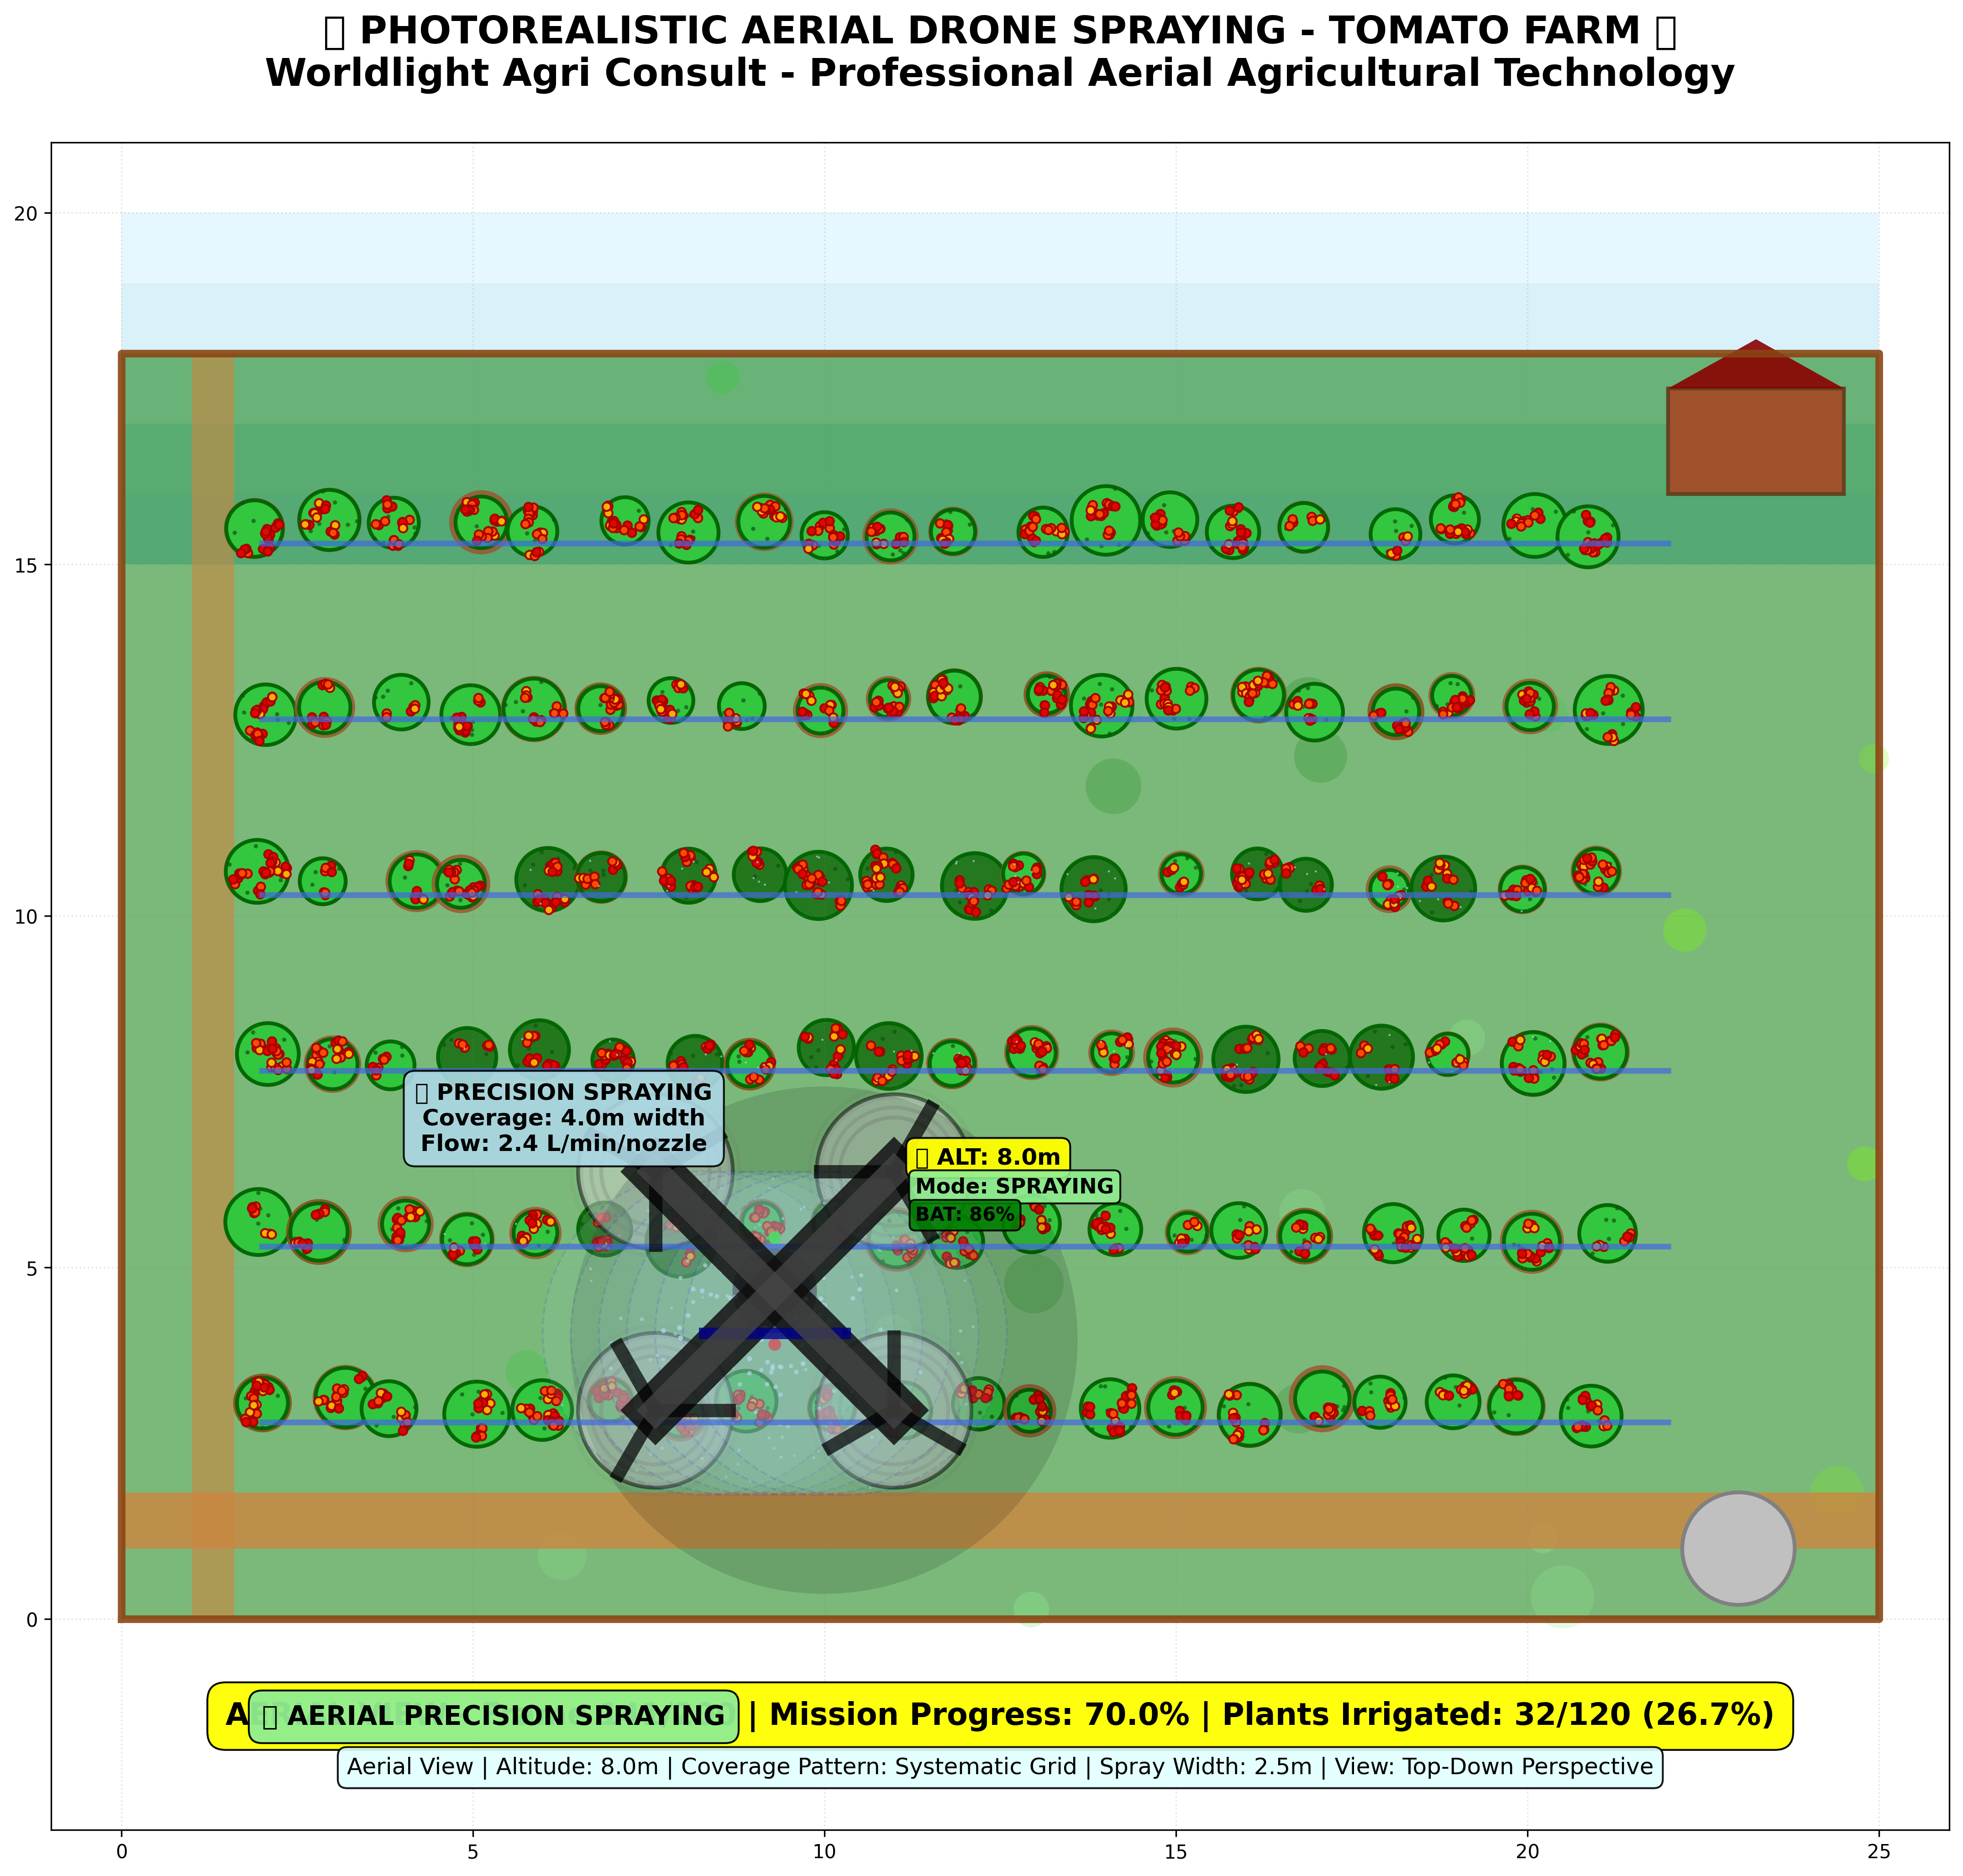 PHOTOREALISTIC AERIAL DRONE SPRAYING - TOMATO FARM
Worldlight Agri Consult - Professional Aerial Agricultural Technology
20
15
10
5
0
PRECISION SPRAYING
Coverage: 4.0m width
Flow: 2.4 L/min/nozzle
ALT: 8.0m
Mode: SPRAYING
BAT: 86%
AERIAL PRECISION SPRAYING
| Mission Progress: 70.0% | Plants Irrigated: 32/120 (26.7%)
Aerial View | Altitude: 8.0m | Coverage Pattern: Systematic Grid | Spray Width: 2.5m | View: Top-Down Perspective
0 5 10 15 20 25